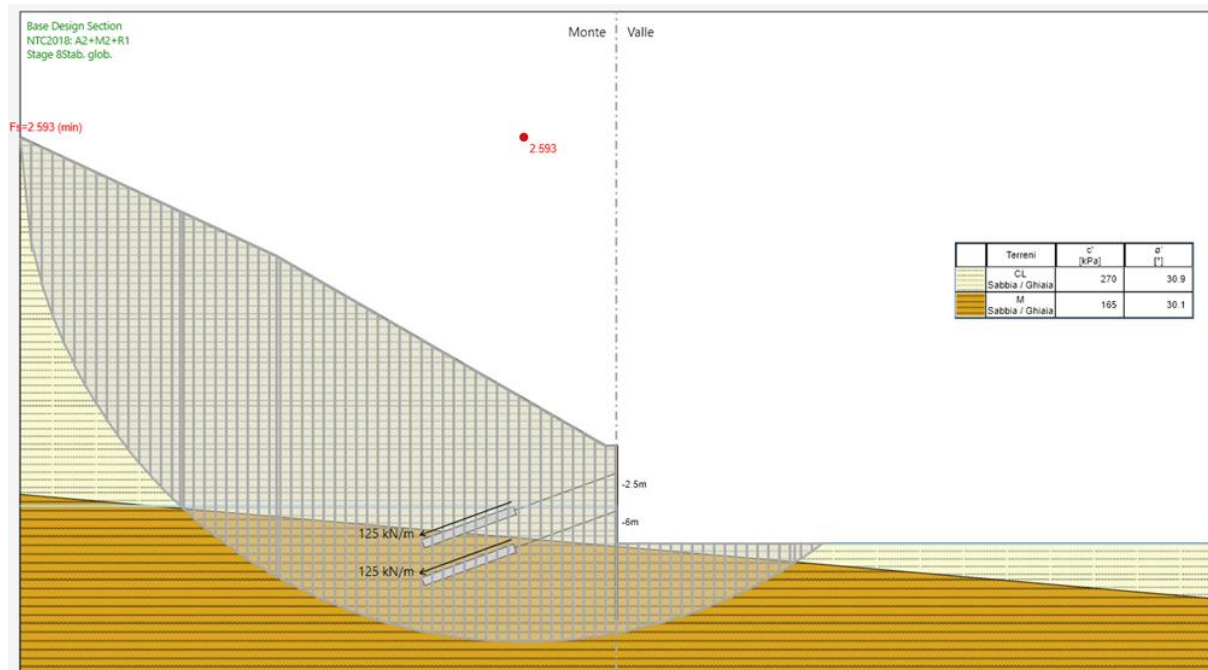 Base Design Section
NTC2018: A2+M2+R1
Stage 8Stab. glob.
Monte Valle
Fs=2.593 (min)
2.593
Terreni c' [kPa] ø' [°]
CL
Sabbia / Ghiaia 270 30.9
M
Sabbia / Ghiaia 165 30.1
-2.5m
-6m
125 kN/m
125 kN/m